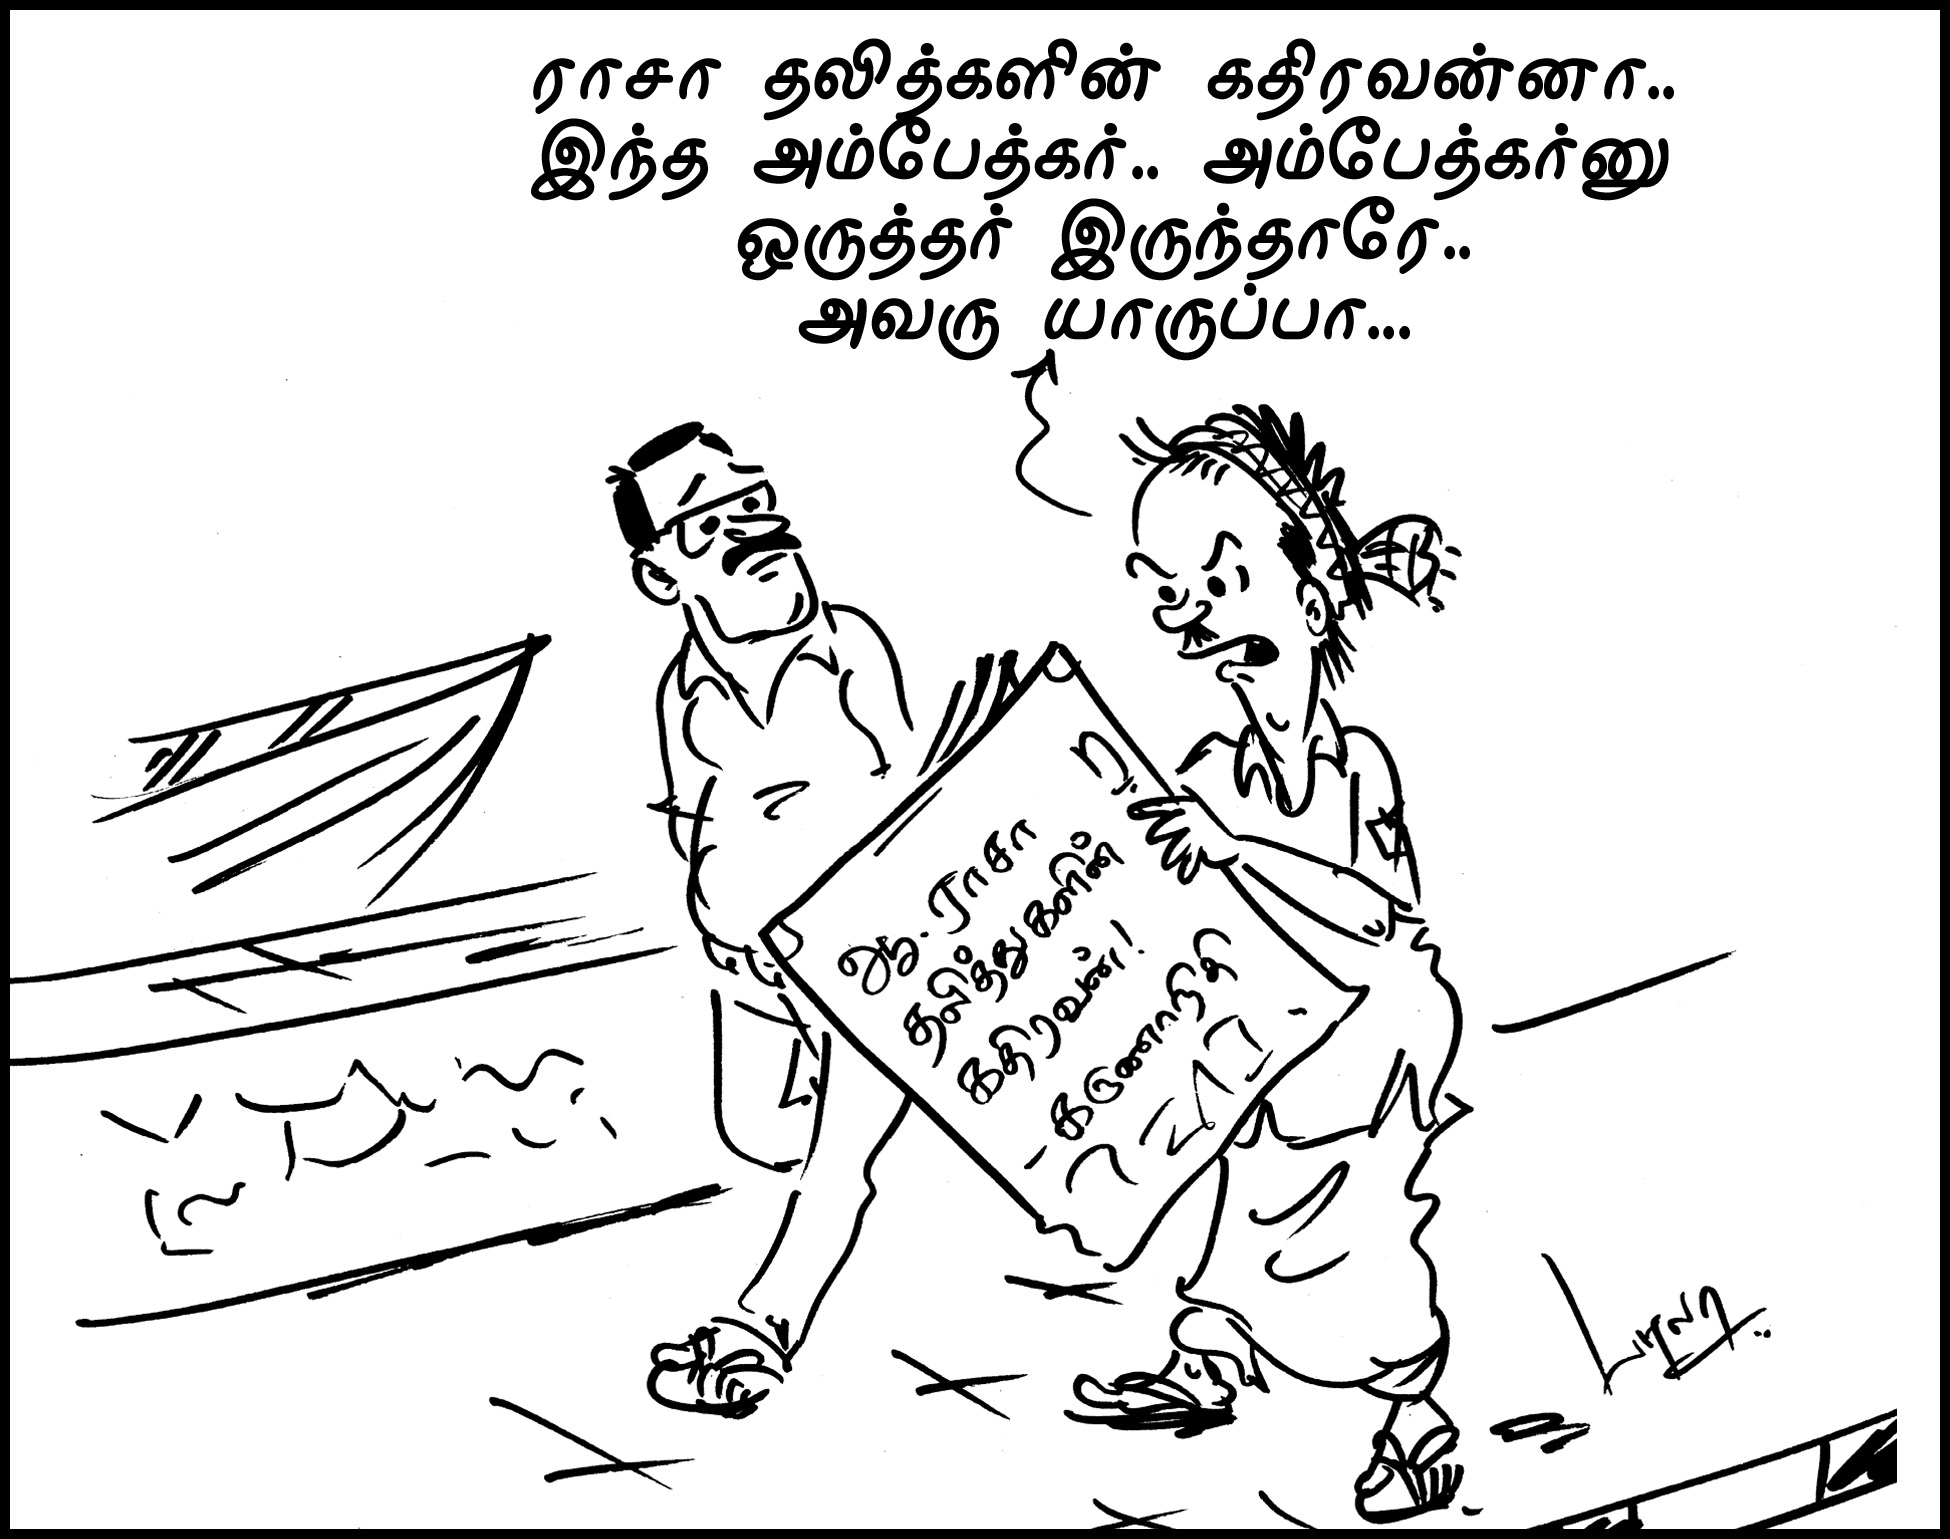 ராசா தலித்களின் கதிரவன்னா..
இந்த அம்பேத்கர்.. அம்பேத்கர்னு
ஒருத்தர் இருந்தாரே..
அவரு யாருப்பா...
ஆ.ராசா
தலித்துகளின்
கதிரவன்!
- கருணாநிதி
பாலா..